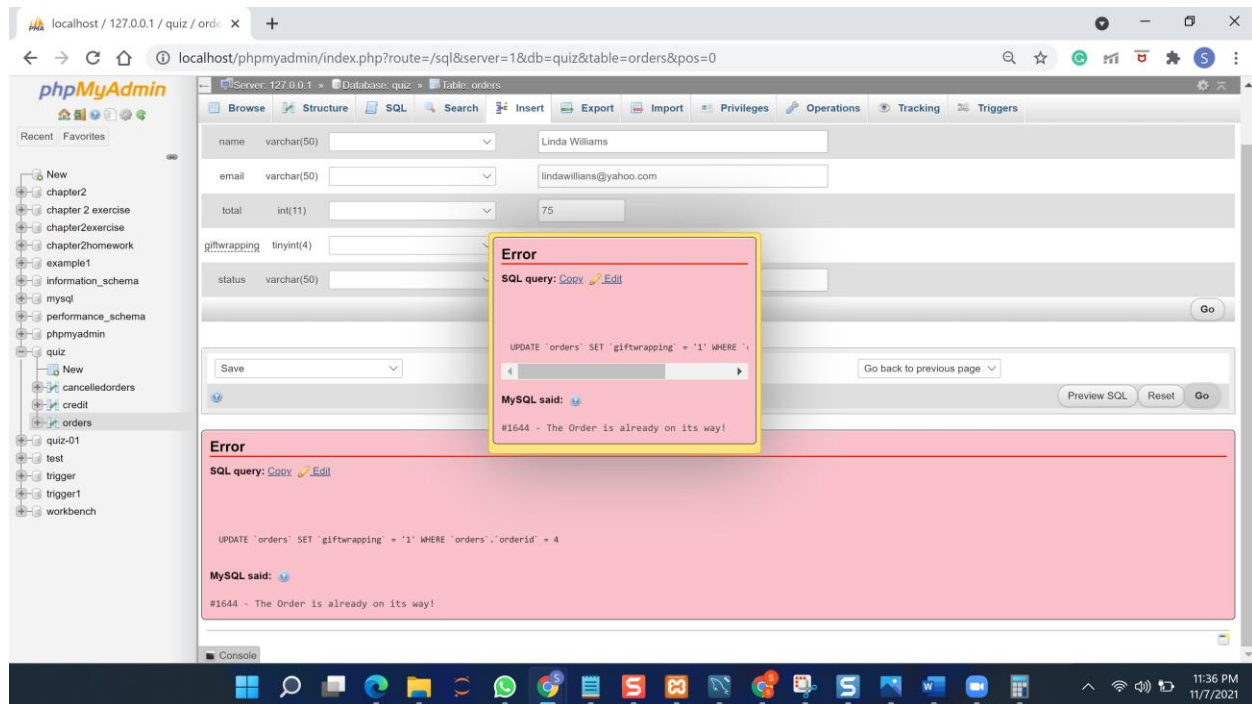 localhost / 127.0.0.1 / quiz / orde
localhost/phpmyadmin/index.php?route=/sql&server=1&db=quiz&table=orders&pos=0
S
phpMyAdmin
Recent Favorites
New
chapter2
chapter 2 exercise
chapter2exercise
chapter2homework
example1
information_schema
mysql
performance_schema
phpmyadmin
quiz
New
cancelledorders
credit
orders
quiz-01
test
trigger
trigger1
workbench
Server: 127.0.0.1 » Database: quiz » Table: orders
Browse Structure SQL Search Insert Export Import Privileges Operations Tracking Triggers
name varchar(50) Linda Williams
email varchar(50) lindawillians@yahoo.com
total int(11) 75
giftwrapping tinyint(4)
status varchar(50)
Go
Save
Go back to previous page
Preview SQL Reset Go
Error
SQL query: Copy Edit
UPDATE `orders` SET `giftwrapping` = '1' WHERE `
MySQL said:
#1644 - The Order is already on its way!
Error
SQL query: Copy Edit
UPDATE `orders` SET `giftwrapping` = '1' WHERE `orders`.`orderid` = 4
MySQL said:
#1644 - The Order is already on its way!
Console
11:36 PM
11/7/2021